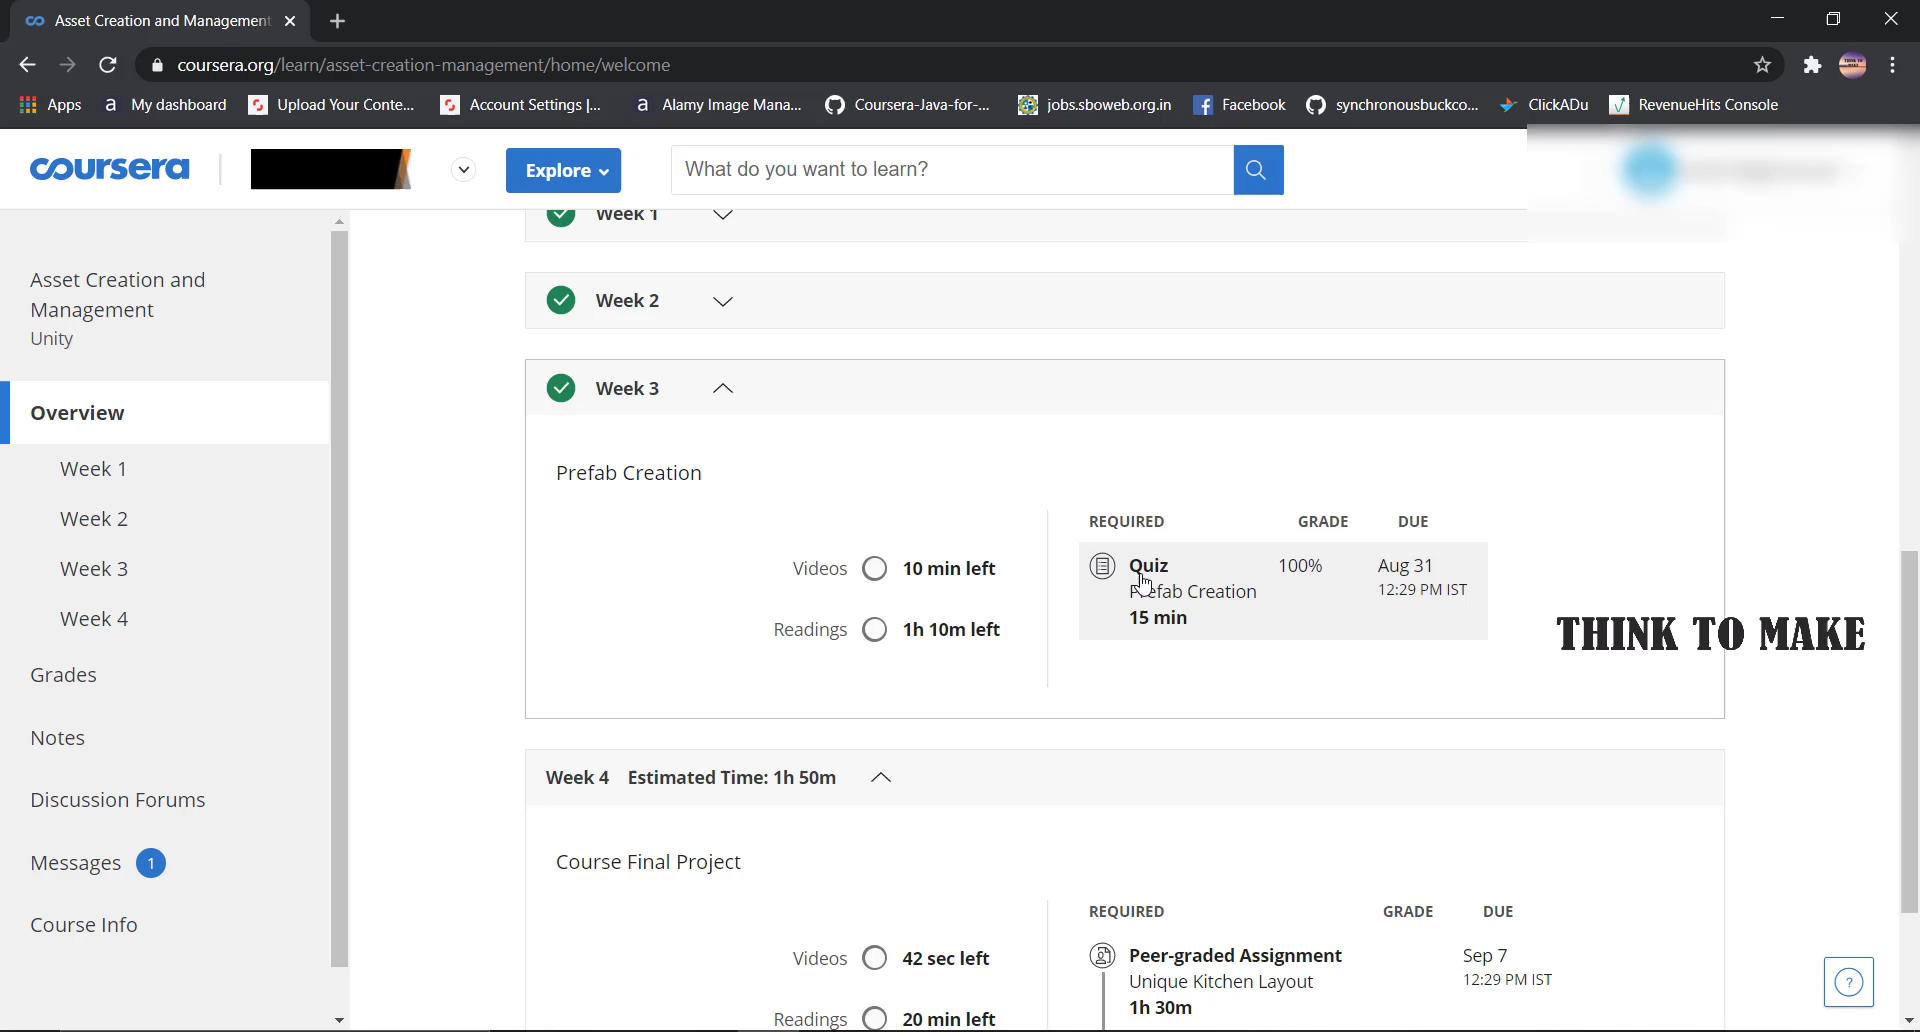 Asset Creation and Management
coursera.org/learn/asset-creation-management/home/welcome
Apps
My dashboard
Upload Your Conte...
Account Settings |...
Alamy Image Mana...
Coursera-Java-for-...
jobs.sboweb.org.in
Facebook
synchronousbuckco...
ClickADu
RevenueHits Console
coursera
Explore
What do you want to learn?
Asset Creation and
Management
Unity
Overview
Week 1
Week 2
Week 3
Week 4
Grades
Notes
Discussion Forums
Messages 1
Course Info
Week 1
Week 2
Week 3
Prefab Creation
Videos 10 min left
Readings 1h 10m left
REQUIRED GRADE DUE
Quiz 100% Aug 31
Prefab Creation 12:29 PM IST
15 min
THINK TO MAKE
Week 4 Estimated Time: 1h 50m
Course Final Project
Videos 42 sec left
Readings 20 min left
REQUIRED GRADE DUE
Peer-graded Assignment Sep 7
Unique Kitchen Layout 12:29 PM IST
1h 30m
?